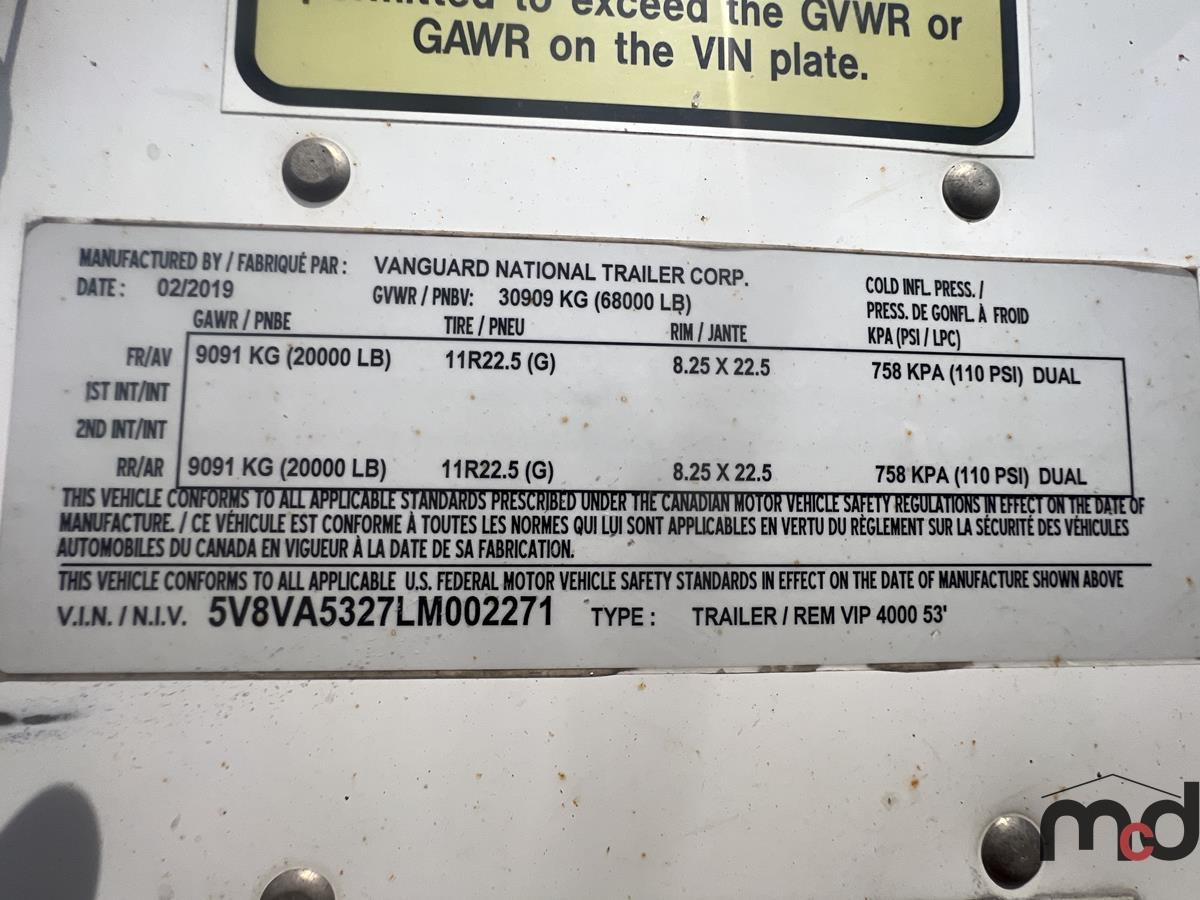 permitted to exceed the GVWR or
GAWR on the VIN plate.
MANUFACTURED BY / FABRIQUÉ PAR : VANGUARD NATIONAL TRAILER CORP.
DATE : 02/2019 GVWR / PNBV: 30909 KG (68000 LB)
COLD INFL. PRESS. /
PRESS. DE GONFL. À FROID
GAWR / PNBE TIRE / PNEU RIM / JANTE KPA (PSI / LPC)
FR/AV 9091 KG (20000 LB) 11R22.5 (G) 8.25 X 22.5 758 KPA (110 PSI) DUAL
1ST INT/INT
2ND INT/INT
RR/AR 9091 KG (20000 LB) 11R22.5 (G) 8.25 X 22.5 758 KPA (110 PSI) DUAL
THIS VEHICLE CONFORMS TO ALL APPLICABLE STANDARDS PRESCRIBED UNDER THE CANADIAN MOTOR VEHICLE SAFETY REGULATIONS IN EFFECT ON THE DATE OF
MANUFACTURE. / CE VÉHICULE EST CONFORME À TOUTES LES NORMES QUI LUI SONT APPLICABLES EN VERTU DU RÈGLEMENT SUR LA SÉCURITÉ DES VÉHICULES
AUTOMOBILES DU CANADA EN VIGUEUR À LA DATE DE SA FABRICATION.
THIS VEHICLE CONFORMS TO ALL APPLICABLE U.S. FEDERAL MOTOR VEHICLE SAFETY STANDARDS IN EFFECT ON THE DATE OF MANUFACTURE SHOWN ABOVE
V.I.N. / N.I.V. 5V8VA5327LM002271 TYPE : TRAILER / REM VIP 4000 53'
mcd